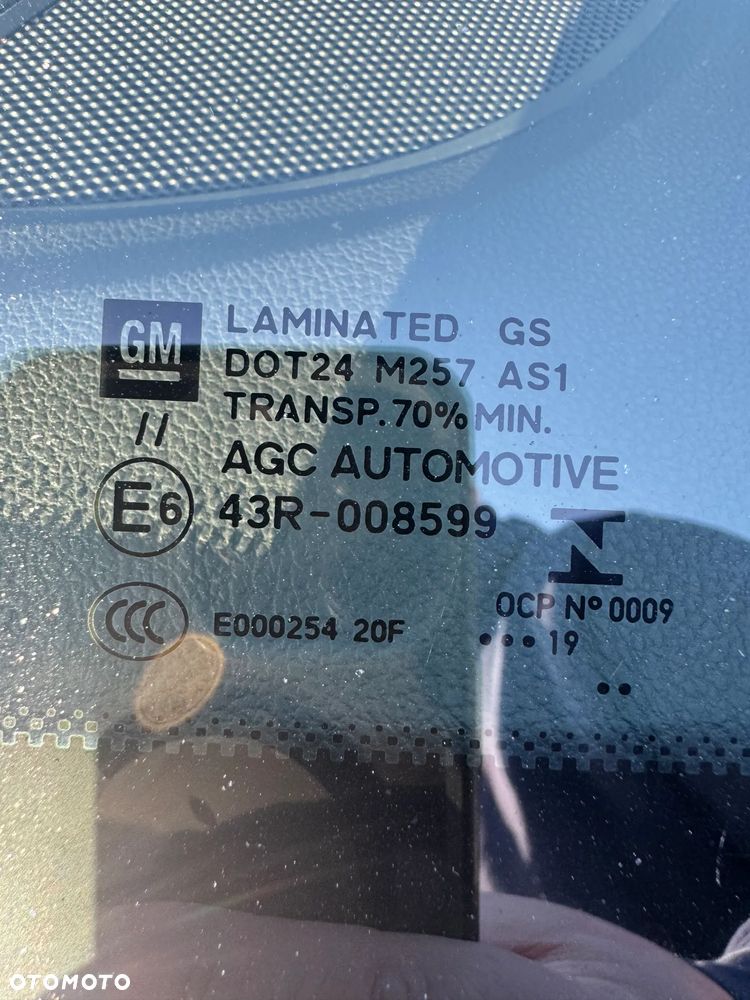 GM
LAMINATED GS
DOT24 M257 AS1
TRANSP.70% MIN.
//
AGC AUTOMOTIVE
E6
43R-008599
CCC
E000254 20F
OCP Nº 0009
••• 19
••
OTOMOTO